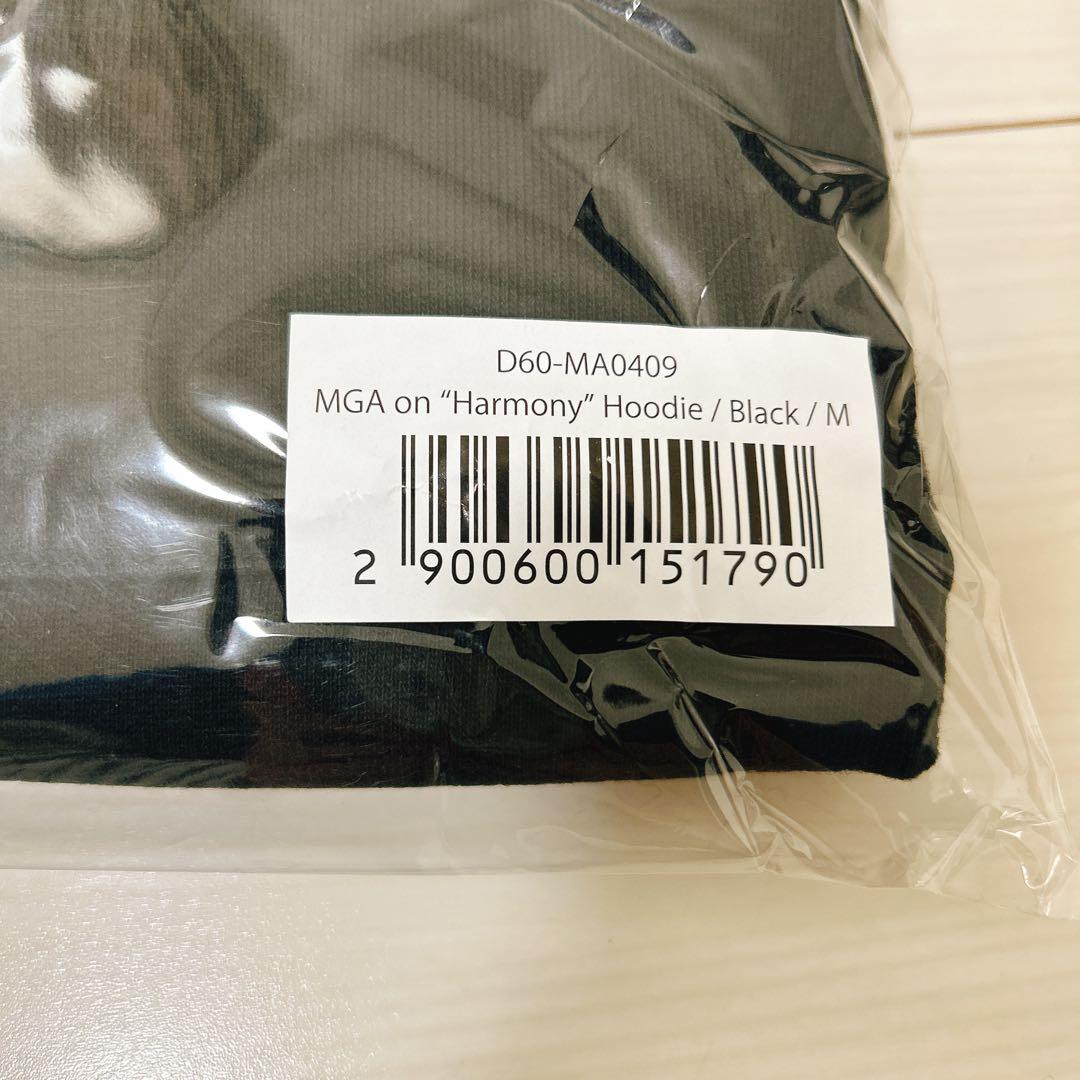 D60-MA0409
MGA on “Harmony” Hoodie / Black / M
2 900600 151790